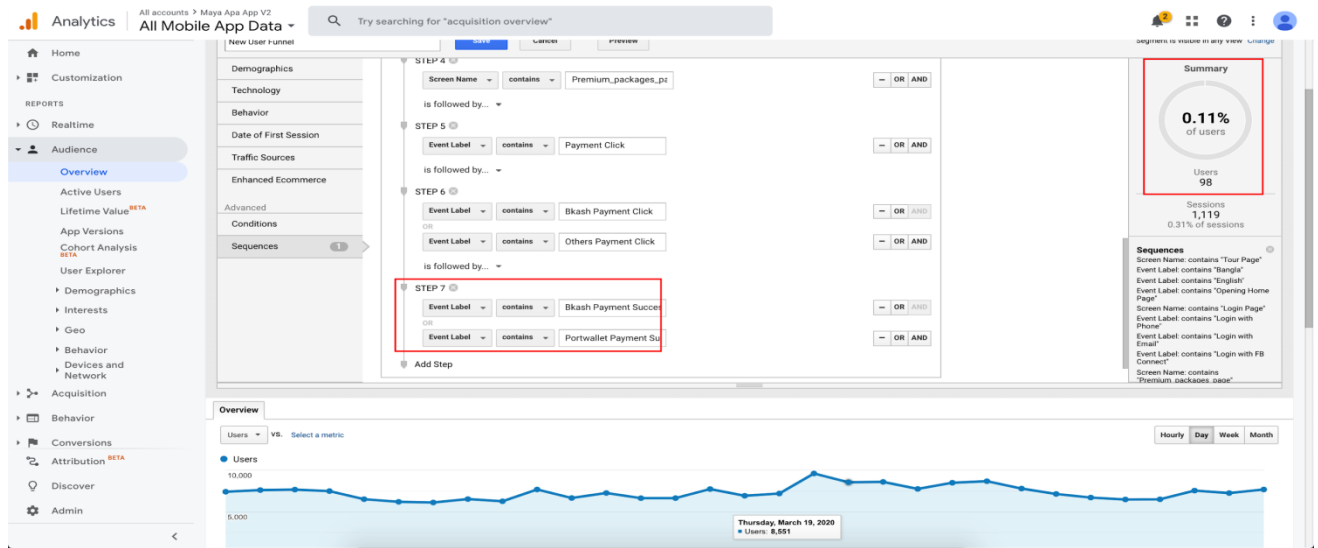 Analytics
All accounts > Maya Apa App V2
All Mobile App Data
Try searching for "acquisition overview"
2
Home
Customization
REPORTS
Realtime
Audience
Overview
Active Users
Lifetime Value BETA
App Versions
Cohort Analysis
BETA
User Explorer
Demographics
Interests
Geo
Behavior
Devices and
Network
Acquisition
Behavior
Conversions
Attribution BETA
Discover
Admin
New User Funnel
Save
Cancel
Preview
Segment is visible in any View Change
Demographics
Technology
Behavior
Date of First Session
Traffic Sources
Enhanced Ecommerce
Advanced
Conditions
Sequences 1
STEP 4
Screen Name contains Premium_packages_pa
– OR AND
is followed by...
STEP 5
Event Label contains Payment Click
– OR AND
is followed by...
STEP 6
Event Label contains Bkash Payment Click
– OR AND
OR
Event Label contains Others Payment Click
– OR AND
is followed by...
STEP 7
Event Label contains Bkash Payment Succes
– OR AND
OR
Event Label contains Portwallet Payment Su
– OR AND
Add Step
Summary
0.11%
of users
Users
98
Sessions
1,119
0.31% of sessions
Sequences
Screen Name: contains "Tour Page"
Event Label: contains "Bangla"
Event Label: contains "English"
Event Label: contains "Opening Home
Page"
Screen Name: contains "Login Page"
Event Label: contains "Login with
Phone"
Event Label: contains "Login with
Email"
Event Label: contains "Login with FB
Connect"
Screen Name: contains
"Premium_packages_page"
Overview
Users VS. Select a metric
Hourly Day Week Month
Users
10,000
5,000
Thursday, March 19, 2020
Users: 8,551